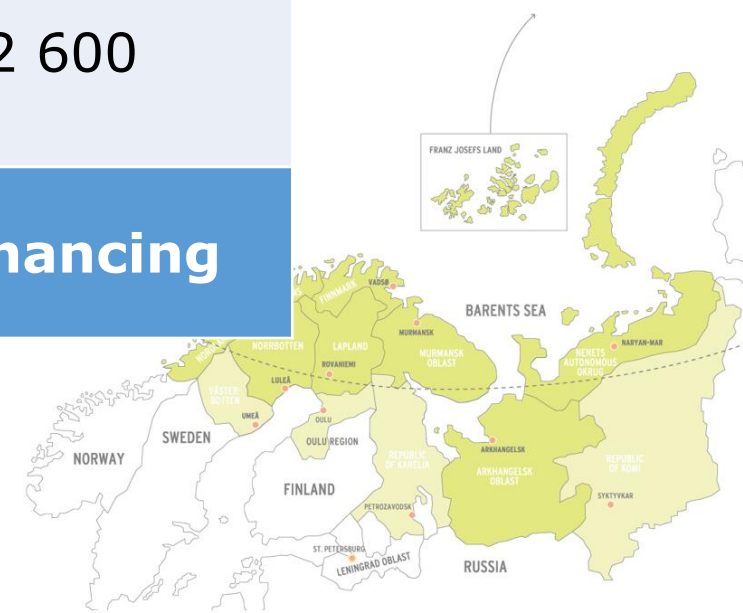 2 600
nancing
FRANZ JOSEFS LAND
BARENTS SEA
FINNMARK
VADSØ
MURMANSK
NARYAN-MAR
NORRBOTTEN
LAPLAND
MURMANSK
OBLAST
NENETS
AUTONOMOUS
OKRUG
ROVANIEMI
LULEÅ
VÄSTER-
BOTTEN
UMEÅ
OULU
OULU REGION
SWEDEN
NORWAY
FINLAND
REPUBLIC
OF KARELIA
ARKHANGELSK
ARKHANGELSK
OBLAST
REPUBLIC
OF KOMI
SYKTYVKAR
PETROZAVODSK
ST. PETERSBURG
LENINGRAD OBLAST
RUSSIA